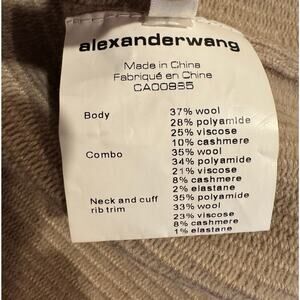 alexanderwang
Made in China
Fabriqué en Chine
CA00955
Body 37% wool
28% polyamide
25% viscose
10% cashmere
Combo 35% wool
34% polyamide
21% viscose
8% cashmere
2% elastane
Neck and cuff 35% polyamide
rib trim 33% wool
23% viscose
8% cashmere
1% elastane